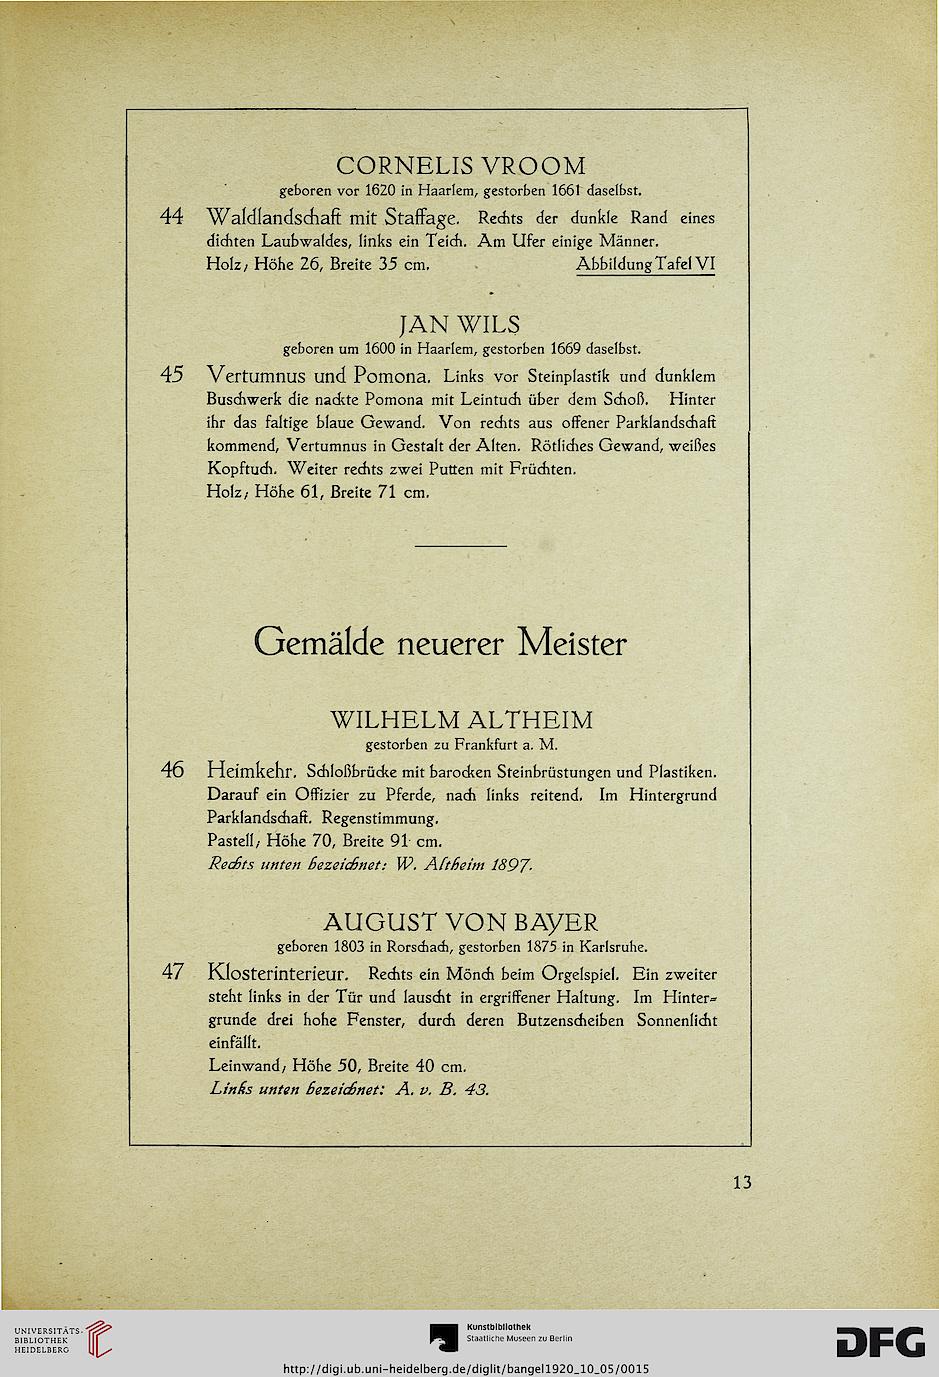 CORNELIS VROOM
geboren vor 1620 in Haarlem, gestorben 1661 daselbst.
44 Waldlandschaft mit Staffage. Rechts der dunkle Rand eines
dichten Laubwaldes, links ein Teich. Am Ufer einige Männer.
Holz, Höhe 26, Breite 35 cm. Abbildung Tafel VI
JAN WILS
geboren um 1600 in Haarlem, gestorben 1669 daselbst.
45 Vertumnus und Pomona. Links vor Steinplastik und dunklem
Buschwerk die nackte Pomona mit Leintuch über dem Schoß. Hinter
ihr das faltige blaue Gewand. Von rechts aus offener Parklandschaft
kommend, Vertumnus in Gestalt der Alten. Rötliches Gewand, weißes
Kopftuch. Weiter rechts zwei Putten mit Früchten.
Holz, Höhe 61, Breite 71 cm.
Gemälde neuerer Meister
WILHELM ALTHEIM
gestorben zu Frankfurt a. M.
46 Heimkehr. Schloßbrücke mit barocken Steinbrüstungen und Plastiken.
Darauf ein Offizier zu Pferde, nach links reitend. Im Hintergrund
Parklandschaft. Regenstimmung.
Pastell, Höhe 70, Breite 91 cm.
Rechts unten bezeichnet: W. Altheim 1897.
AUGUST VON BAYER
geboren 1803 in Rorschach, gestorben 1875 in Karlsruhe.
47 Klosterinterieur. Rechts ein Mönch beim Orgelspiel. Ein zweiter
steht links in der Tür und lauscht in ergriffener Haltung. Im Hinter-
grunde drei hohe Fenster, durch deren Butzenscheiben Sonnenlicht
einfällt.
Leinwand, Höhe 50, Breite 40 cm.
Links unten bezeichnet: A. v. B. 43.
13
UNIVERSITÄTS-
BIBLIOTHEK
HEIDELBERG
Kunstbibliothek
Staatliche Museen zu Berlin
DFG
http://digi.ub.uni-heidelberg.de/diglit/bangel1920_10_05/0015